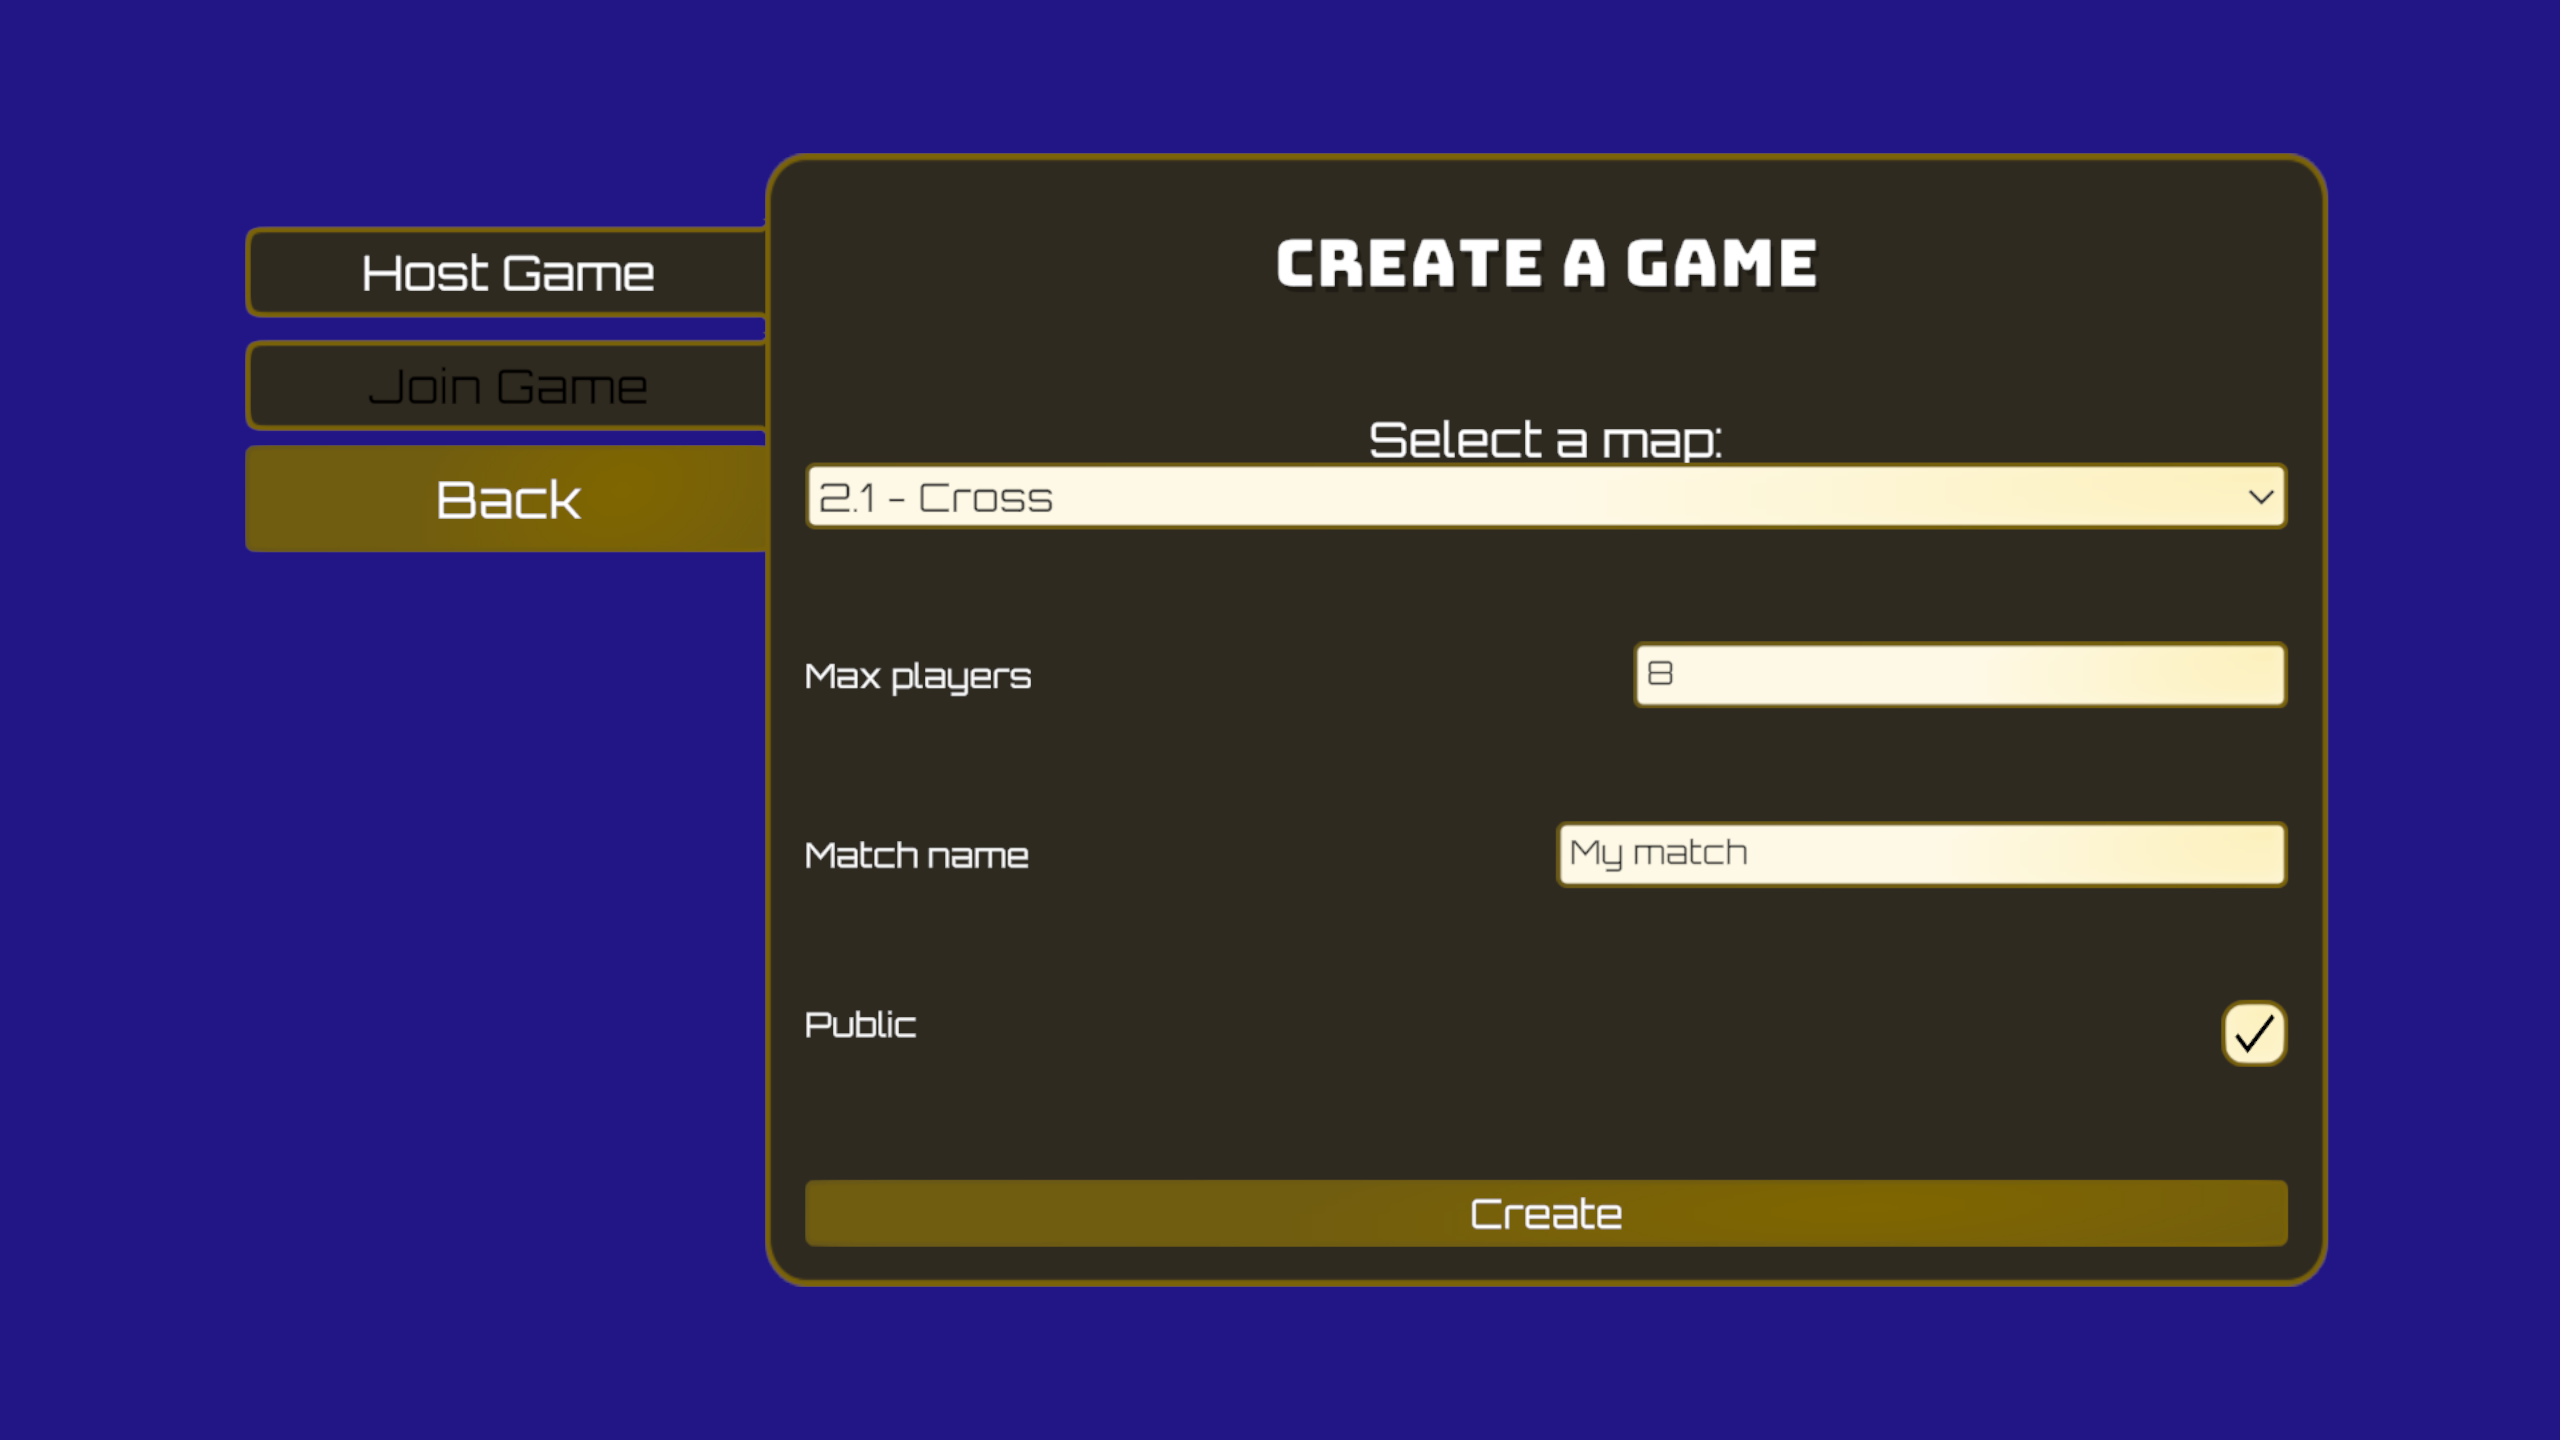 Host Game
Join Game
Back
CREATE A GAME
Select a map:
2.1 - Cross
Max players
8
Match name
My match
Public
Create